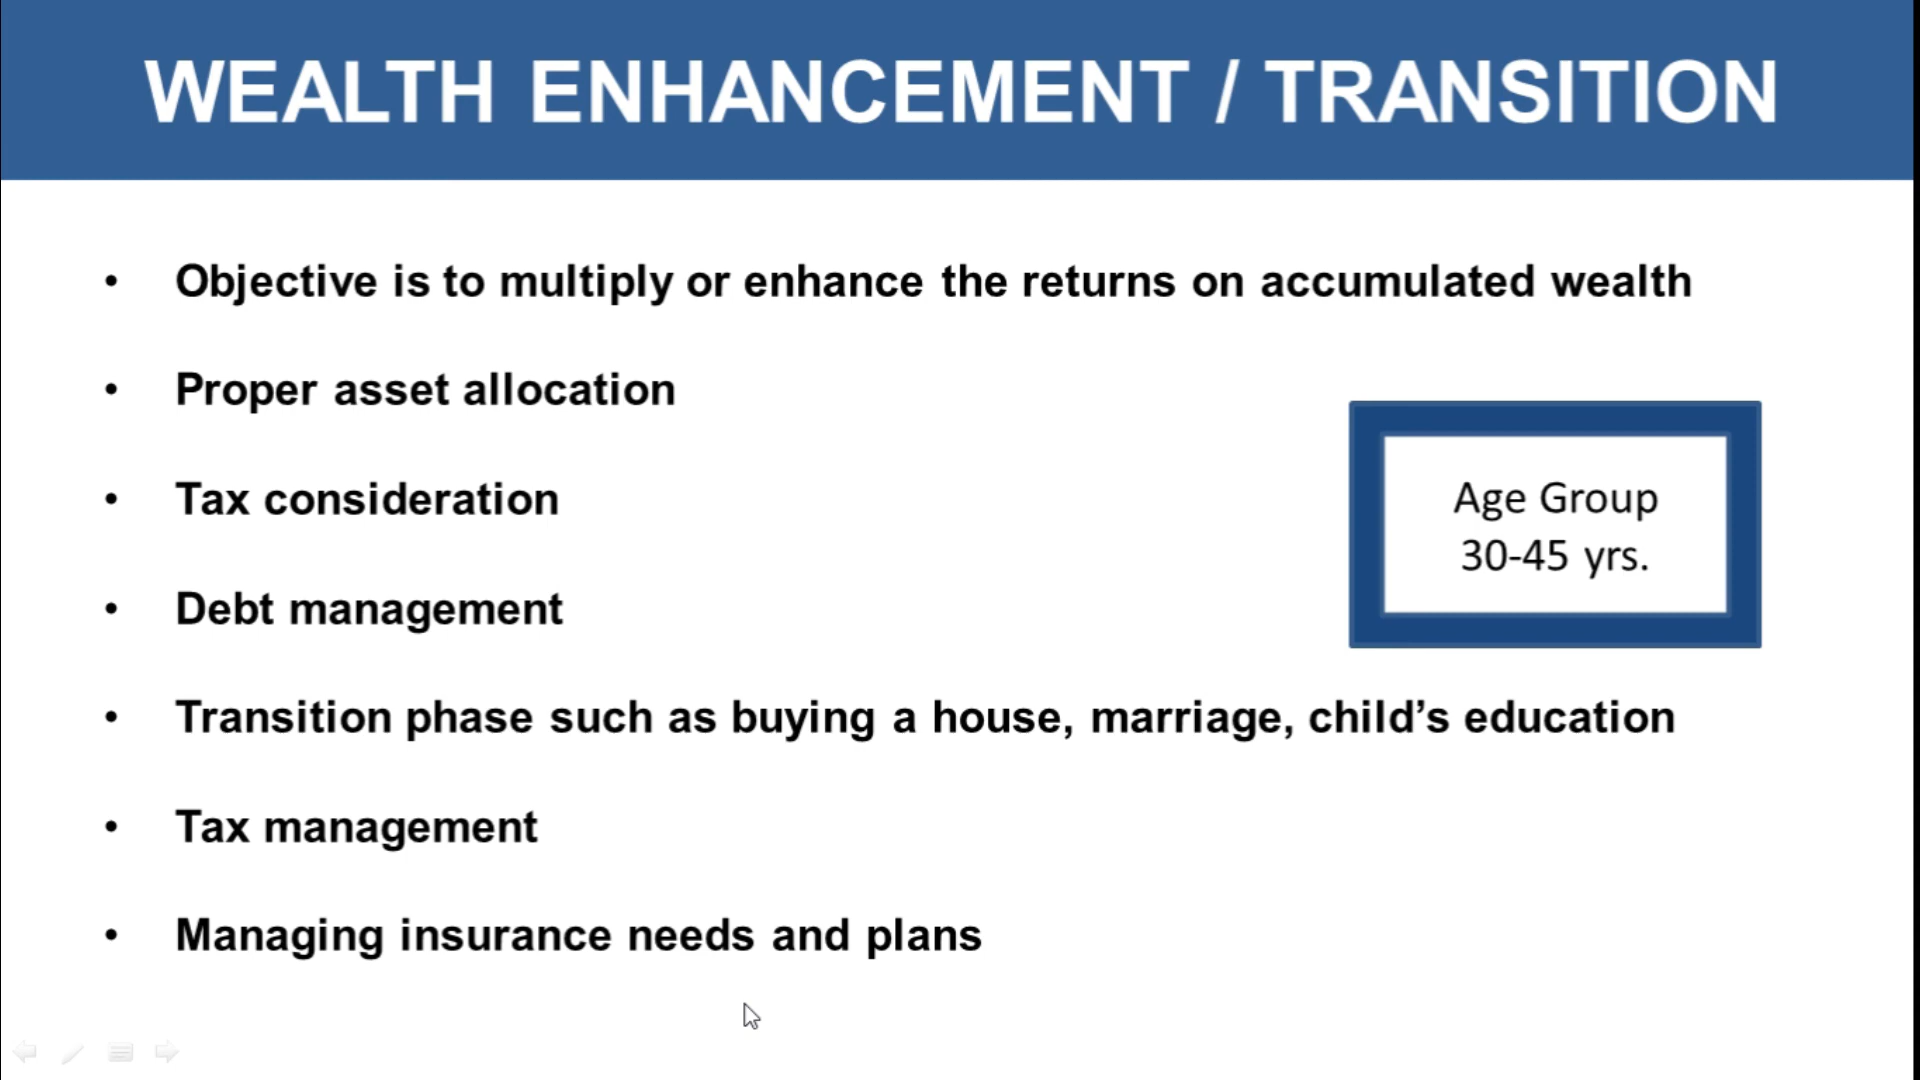 WEALTH ENHANCEMENT / TRANSITION
• Objective is to multiply or enhance the returns on accumulated wealth
• Proper asset allocation
• Tax consideration
• Debt management
Age Group
30-45 yrs.
• Transition phase such as buying a house, marriage, child’s education
• Tax management
• Managing insurance needs and plans